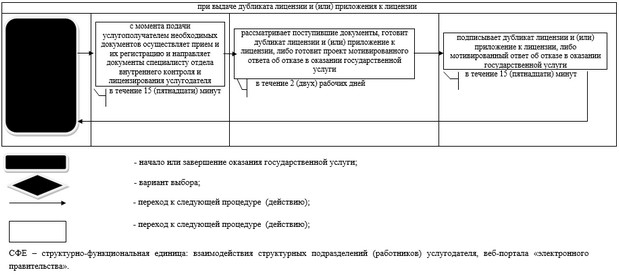 при выдаче дубликата лицензии и (или) приложения к лицензии
с момента подачи
услугополучателем необходимых
документов осуществляет прием и
их регистрацию и направляет
документы специалисту отдела
внутреннего контроля и
лицензирования услугодателя
в течение 15 (пятнадцати) минут
рассматривает поступившие документы, готовит
дубликат лицензии и (или) приложение к
лицензии, либо готовит проект мотивированного
ответа об отказе в оказании государственной
услуги
в течение 2 (двух) рабочих дней
подписывает дубликат лицензии и (или)
приложение к лицензии, либо
мотивированный ответ об отказе в оказании
государственной услуги
в течение 15 (пятнадцати) минут
- начало или завершение оказания государственной услуги;
- вариант выбора;
- переход к следующей процедуре (действию);
- переход к следующей процедуре (действию);
СФЕ – структурно-функциональная единица: взаимодействия структурных подразделений (работников) услугодателя, веб-портала «электронного
правительства».